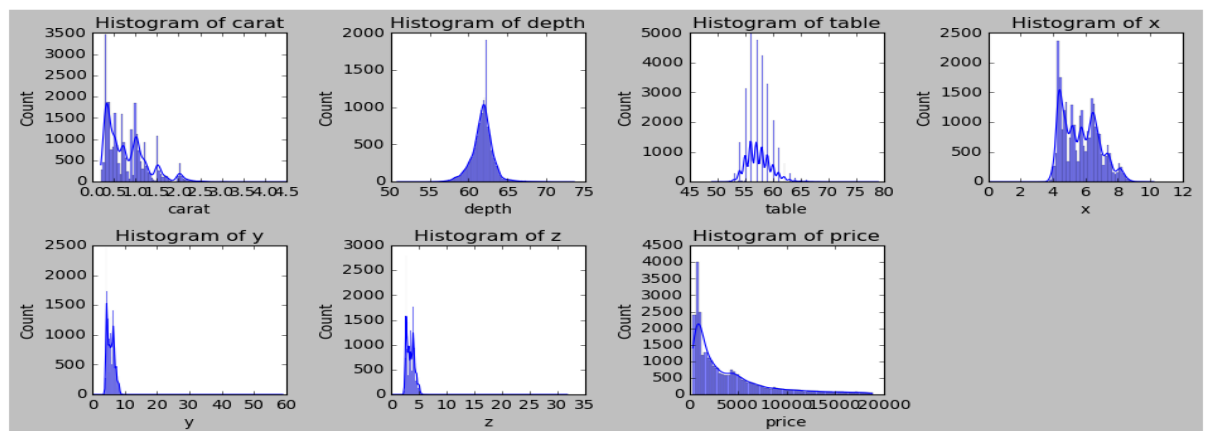 Histogram of carat
3500
3000
2500
2000
1500
1000
500
0
0.0 0.5 1.0 1.5 2.0 2.5 3.0 3.5 4.0 4.5
Count
carat
Histogram of depth
2000
1500
1000
500
0
50 55 60 65 70 75
Count
depth
Histogram of table
5000
4000
3000
2000
1000
0
45 50 55 60 65 70 75 80
Count
table
Histogram of x
2500
2000
1500
1000
500
0
0 2 4 6 8 10 12
Count
x
Histogram of y
2500
2000
1500
1000
500
0
0 10 20 30 40 50 60
Count
y
Histogram of z
3000
2500
2000
1500
1000
500
0
0 5 10 15 20 25 30 35
Count
z
Histogram of price
4500
4000
3500
3000
2500
2000
1500
1000
500
0
0 5000 10000 15000 20000
Count
price